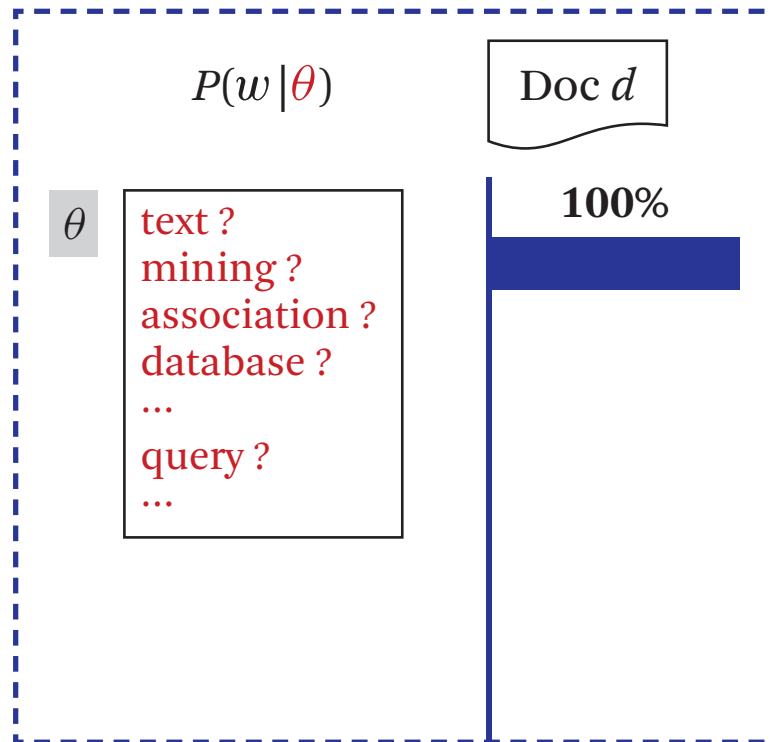 P(w|θ)
Doc d
θ
100%
text ?
mining ?
association ?
database ?
...
query ?
...